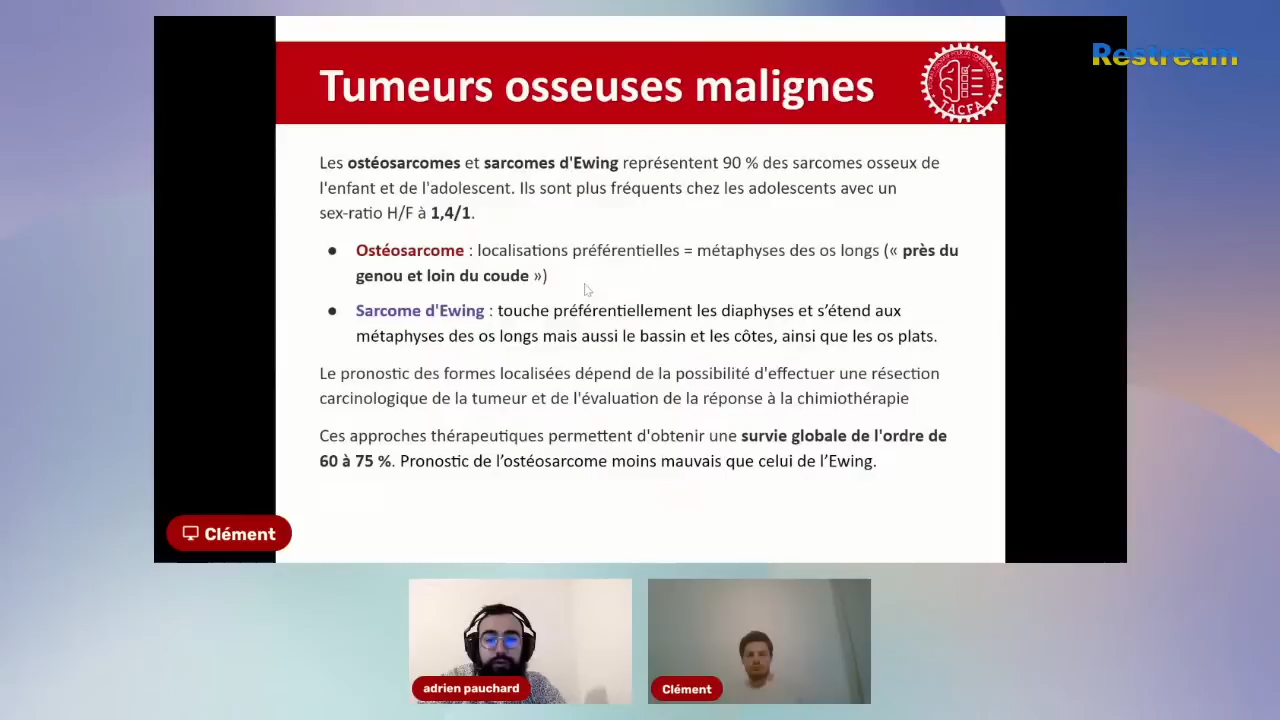 Restream
Tumeurs osseuses malignes
TACFA
Les ostéosarcomes et sarcomes d'Ewing représentent 90 % des sarcomes osseux de
l'enfant et de l'adolescent. Ils sont plus fréquents chez les adolescents avec un
sex-ratio H/F à 1,4/1.
● Ostéosarcome : localisations préférentielles = métaphyses des os longs (« près du
genou et loin du coude »)
● Sarcome d'Ewing : touche préférentiellement les diaphyses et s’étend aux
métaphyses des os longs mais aussi le bassin et les côtes, ainsi que les os plats.
Le pronostic des formes localisées dépend de la possibilité d'effectuer une résection
carcinologique de la tumeur et de l'évaluation de la réponse à la chimiothérapie
Ces approches thérapeutiques permettent d'obtenir une survie globale de l'ordre de
60 à 75 %. Pronostic de l’ostéosarcome moins mauvais que celui de l’Ewing.
Clément
adrien pauchard
Clément